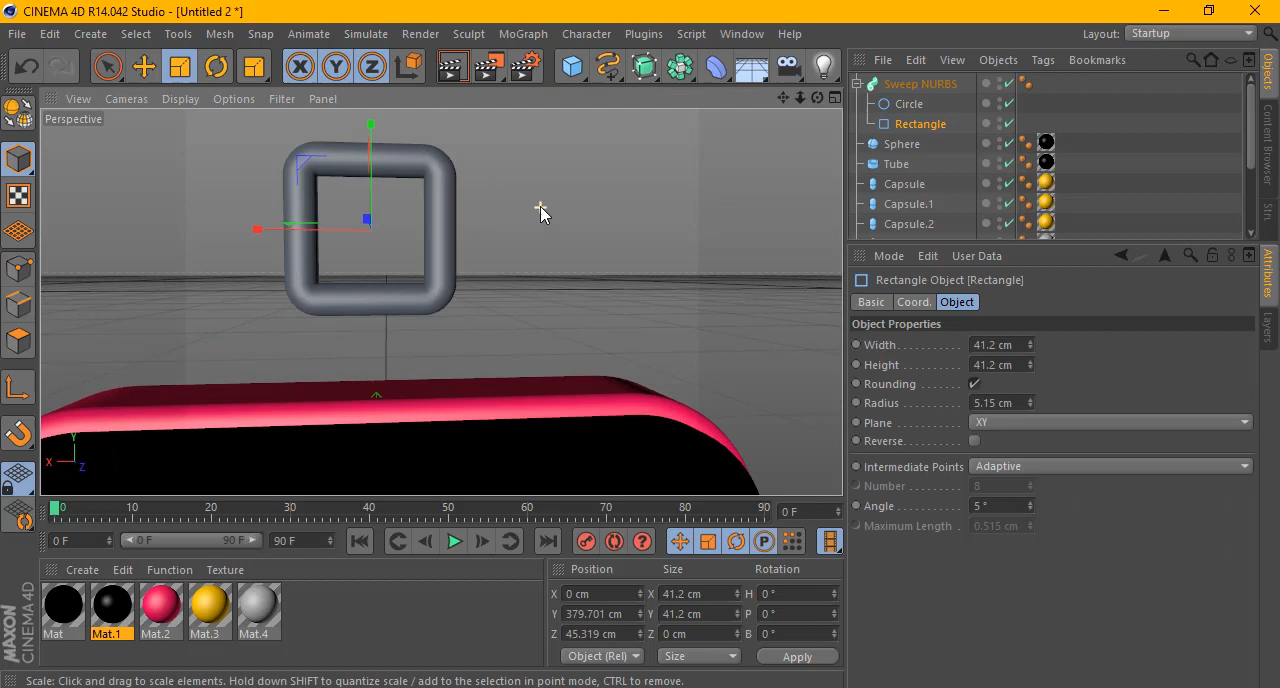 CINEMA 4D R14.042 Studio - [Untitled 2 *]
File Edit Create Select Tools Mesh Snap Animate Simulate Render Sculpt MoGraph Character Plugins Script Window Help Layout: Startup
X Y Z
File Edit View Objects Tags Bookmarks
View Cameras Display Options Filter Panel
Perspective
Sweep NURBS
Circle
Rectangle
Sphere
Tube
Capsule
Capsule.1
Capsule.2
Objects
Content Browser
Str
Mode Edit User Data
Attributes
Layers
Rectangle Object [Rectangle]
Basic Coord. Object
Object Properties
Width 41.2 cm
Height 41.2 cm
Rounding
Radius 5.15 cm
Plane XY
Reverse
Intermediate Points Adaptive
Number 8
Angle 5 °
Maximum Length 0.515 cm
Y
X Z
0 10 20 30 40 50 60 70 80 90 0 F
0 F 0 F 90 F 90 F
P
Create Edit Function Texture
Mat Mat.1 Mat.2 Mat.3 Mat.4
Position Size Rotation
X 0 cm X 41.2 cm H 0 °
Y 379.701 cm Y 41.2 cm P 0 °
Z 45.319 cm Z 0 cm B 0 °
Object (Rel) Size Apply
MAXON
CINEMA 4D
Scale: Click and drag to scale elements. Hold down SHIFT to quantize scale / add to the selection in point mode, CTRL to remove.